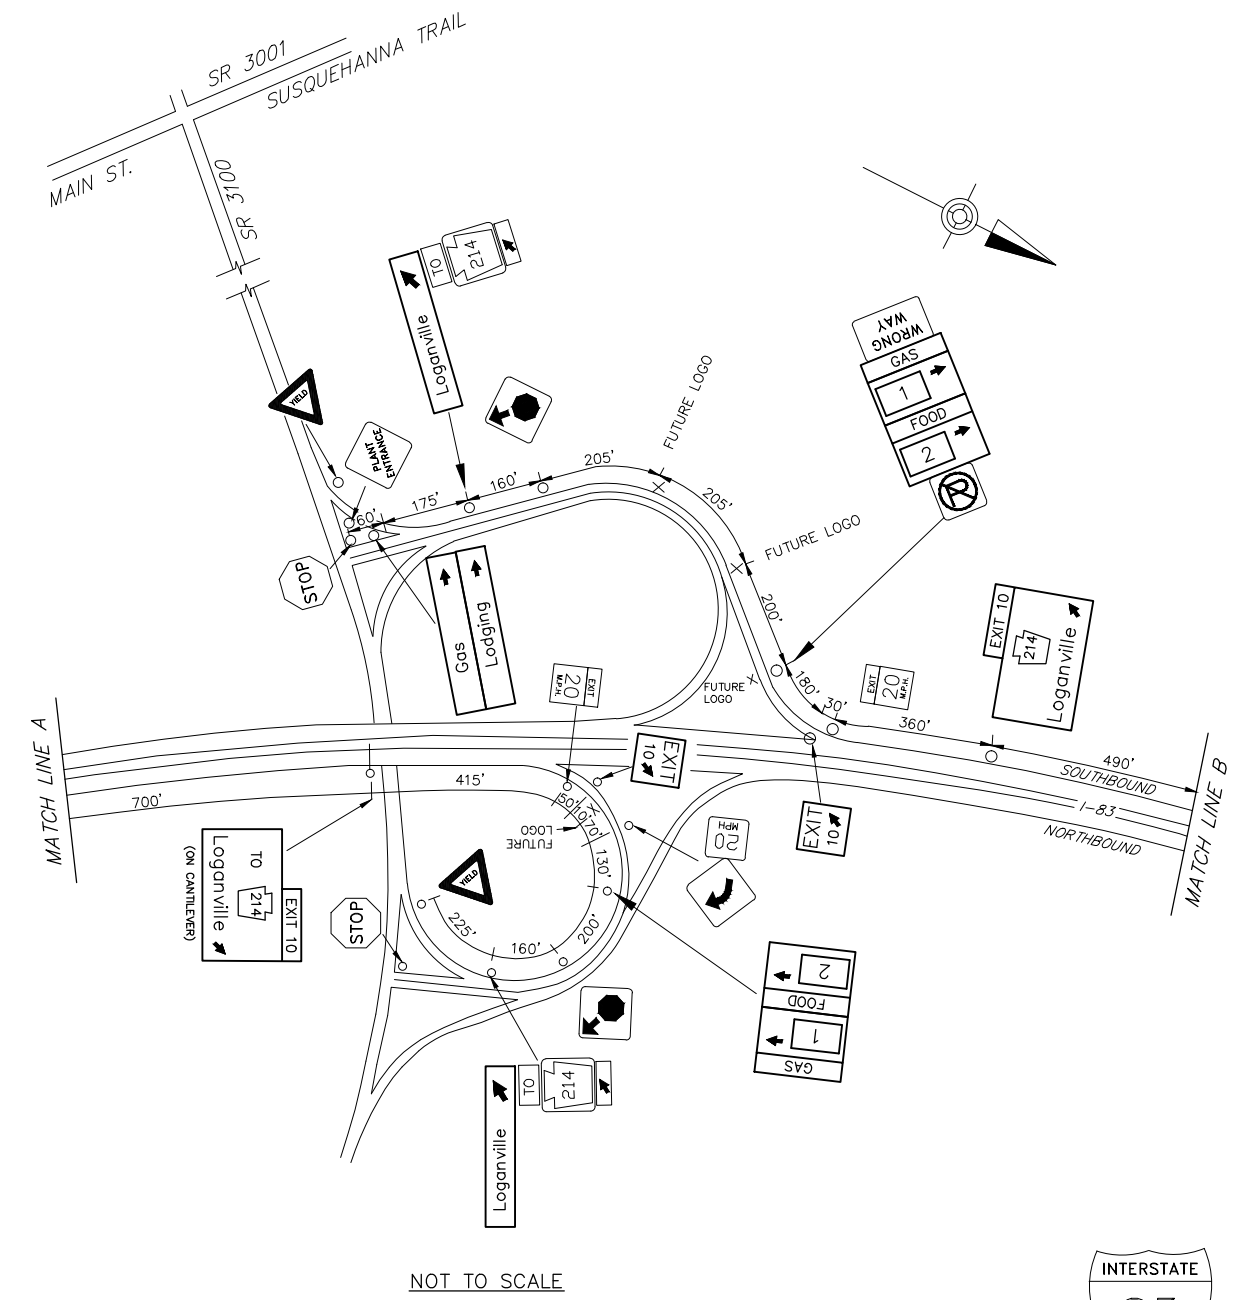 SR 3001
SUSQUEHANNA TRAIL
MAIN ST.
SR 3100
TO
214
Loganville
WRONG
WAY
GAS
1
FOOD
2
FUTURE LOGO
FUTURE LOGO
YIELD
PLANT
ENTRANCE
205'
160'
175'
60'
205'
200'
STOP
Gas
Lodging
EXIT 10
214
Loganville
EXIT
20
M.P.H.
FUTURE
LOGO
180'
30'
EXIT
20
M.P.H.
360'
490'
SOUTHBOUND
I-83
NORTHBOUND
MATCH LINE A
MATCH LINE B
EXIT
10
EXIT
10
700'
415'
50'
10'
70'
FUTURE
LOGO
130'
20
MPH
TO
214
Loganville
EXIT 10
(ON CANTILEVER)
YIELD
STOP
225'
160'
200'
2
FOOD
1
GAS
TO
214
Loganville
NOT TO SCALE
INTERSTATE